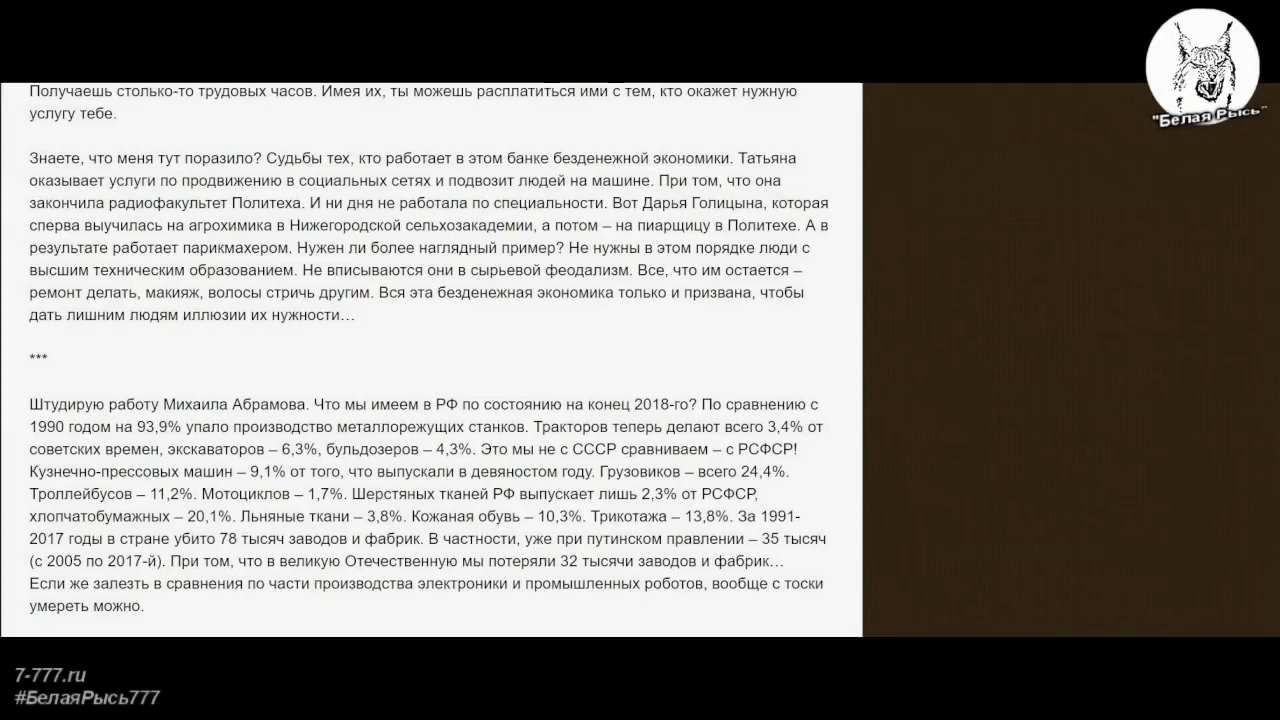 Получаешь столько-то трудовых часов. Имея их, ты можешь расплатиться ими с тем, кто окажет нужную
услугу тебе.
Знаете, что меня тут поразило? Судьбы тех, кто работает в этом банке безденежной экономики. Татьяна
оказывает услуги по продвижению в социальных сетях и подвозит людей на машине. При том, что она
закончила радиофакультет Политеха. И ни дня не работала по специальности. Вот Дарья Голицына, которая
сперва выучилась на агрохимика в Нижегородской сельхозакадемии, а потом – на пиарщицу в Политехе. А в
результате работает парикмахером. Нужен ли более наглядный пример? Не нужны в этом порядке люди с
высшим техническим образованием. Не вписываются они в сырьевой феодализм. Все, что им остается –
ремонт делать, макияж, волосы стричь другим. Вся эта безденежная экономика только и призвана, чтобы
дать лишним людям иллюзии их нужности…
***
Штудирую работу Михаила Абрамова. Что мы имеем в РФ по состоянию на конец 2018-го? По сравнению с
1990 годом на 93,9% упало производство металлорежущих станков. Тракторов теперь делают всего 3,4% от
советских времен, экскаваторов – 6,3%, бульдозеров – 4,3%. Это мы не с СССР сравниваем – с РСФСР!
Кузнечно-прессовых машин – 9,1% от того, что выпускали в девяностом году. Грузовиков – всего 24,4%.
Троллейбусов – 11,2%. Мотоциклов – 1,7%. Шерстяных тканей РФ выпускает лишь 2,3% от РСФСР,
хлопчатобумажных – 20,1%. Льняные ткани – 3,8%. Кожаная обувь – 10,3%. Трикотажа – 13,8%. За 1991-
2017 годы в стране убито 78 тысяч заводов и фабрик. В частности, уже при путинском правлении – 35 тысяч
(с 2005 по 2017-й). При том, что в великую Отечественную мы потеряли 32 тысячи заводов и фабрик…
Если же залезть в сравнения по части производства электроники и промышленных роботов, вообще с тоски
умереть можно.
"Белая Рысь"
7-777.ru
#БелаяРысь777